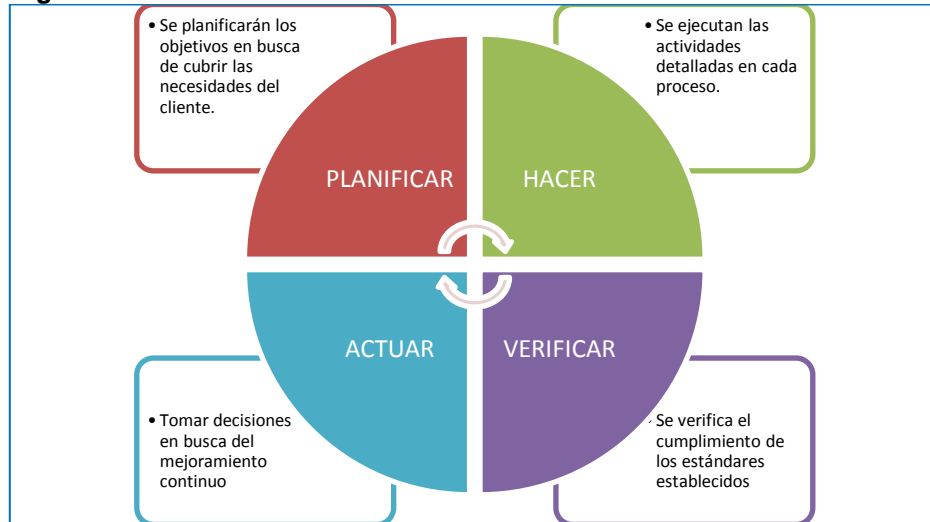 • Se planificarán los
objetivos en busca
de cubrir las
necesidades del
cliente.
• Se ejecutan las
actividades
detalladas en cada
proceso.
PLANIFICAR
HACER
ACTUAR
VERIFICAR
• Tomar decisiones
en busca del
mejoramiento
continuo
Se verifica el
cumplimiento de
los estándares
establecidos